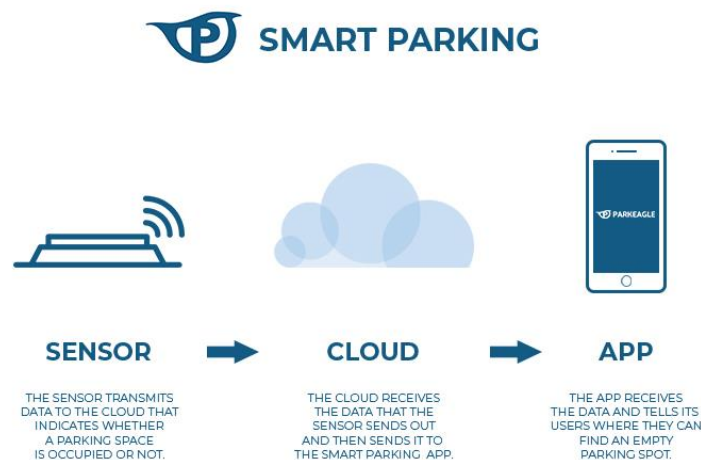 P SMART PARKING
PARKEAGLE
SENSOR
CLOUD
APP
THE SENSOR TRANSMITS
DATA TO THE CLOUD THAT
INDICATES WHETHER
A PARKING SPACE
IS OCCUPIED OR NOT.
THE CLOUD RECEIVES
THE DATA THAT THE
SENSOR SENDS OUT
AND THEN SENDS IT TO
THE SMART PARKING APP.
THE APP RECEIVES
THE DATA AND TELLS ITS
USERS WHERE THEY CAN
FIND AN EMPTY
PARKING SPOT.